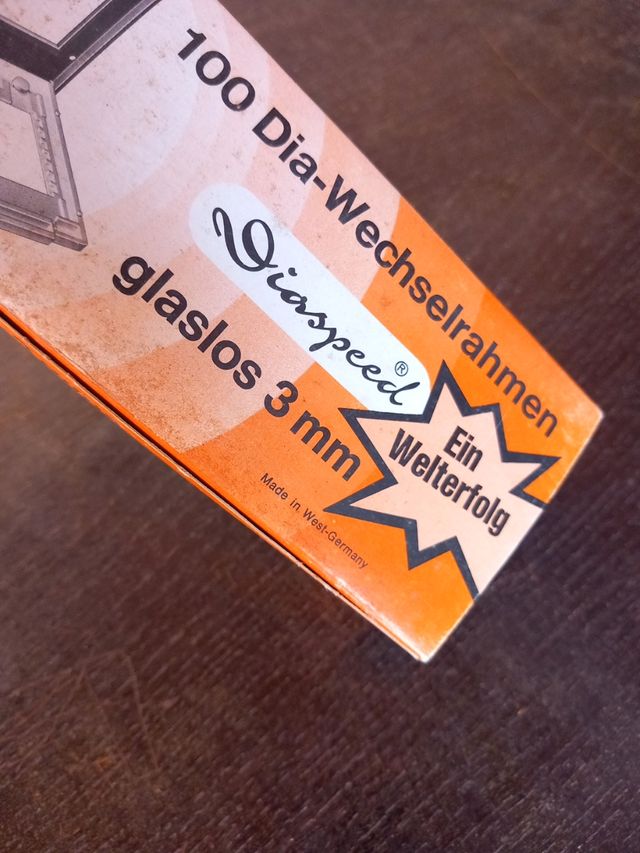 100 Dia-Wechselrahmen
Diaspeed®
glaslos 3 mm
Ein
Welterfolg
Made in West-Germany